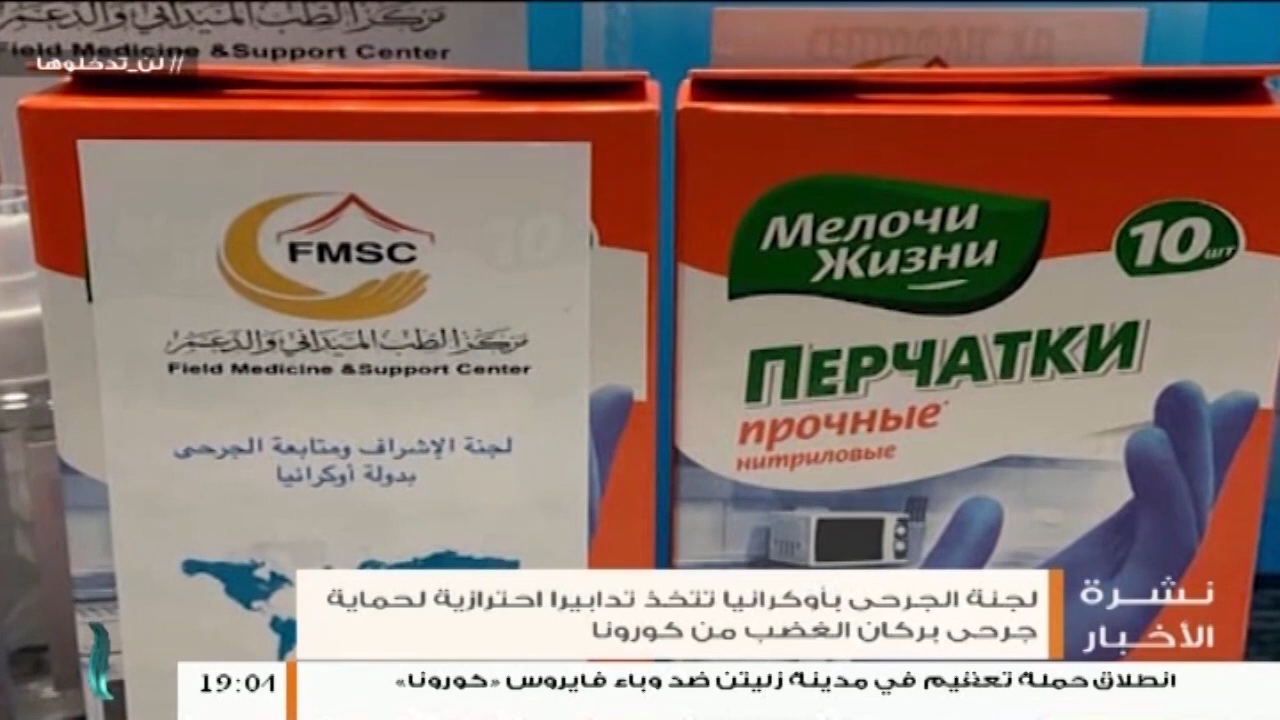 مركز الطب الميداني والدعم
Field Medicine &Support Center
//لن_تدخلوها
FMSC
مركز الطب الميداني والدعم
Field Medicine &Support Center
لجنة الإشراف ومتابعة الجرحى
بدولة أوكرانيا
Мелочи
Жизни
10 шт
ПЕРЧАТКИ
прочные*
нитриловые
نشرة
الأخبار
لجنة الجرحى بأوكرانيا تتخذ تدابيرا احترازية لحماية
جرحى بركان الغضب من كورونا
19:04
انطلاق حملة تعقيم في مدينة زليتن ضد وباء فايروس «كورونا»